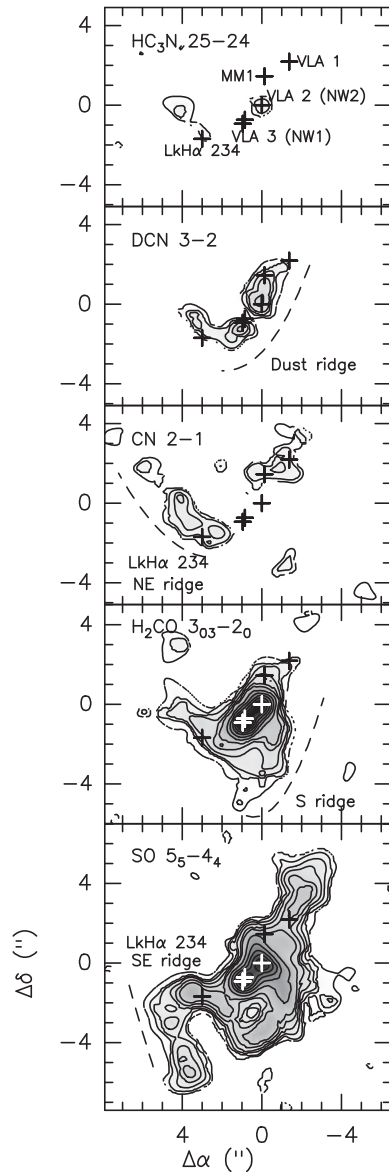 HC₃N 25−24
VLA 1
MM1
VLA 2 (NW2)
VLA 3 (NW1)
LkHα 234
4
0
−4
DCN 3−2
Dust ridge
4
0
−4
CN 2−1
LkHα 234
NE ridge
4
0
−4
H₂CO 3₀₃−2₀
S ridge
4
0
−4
SO 5₅−4₄
LkHα 234
SE ridge
4
0
−4
Δδ (")
4 0 −4
Δα (")